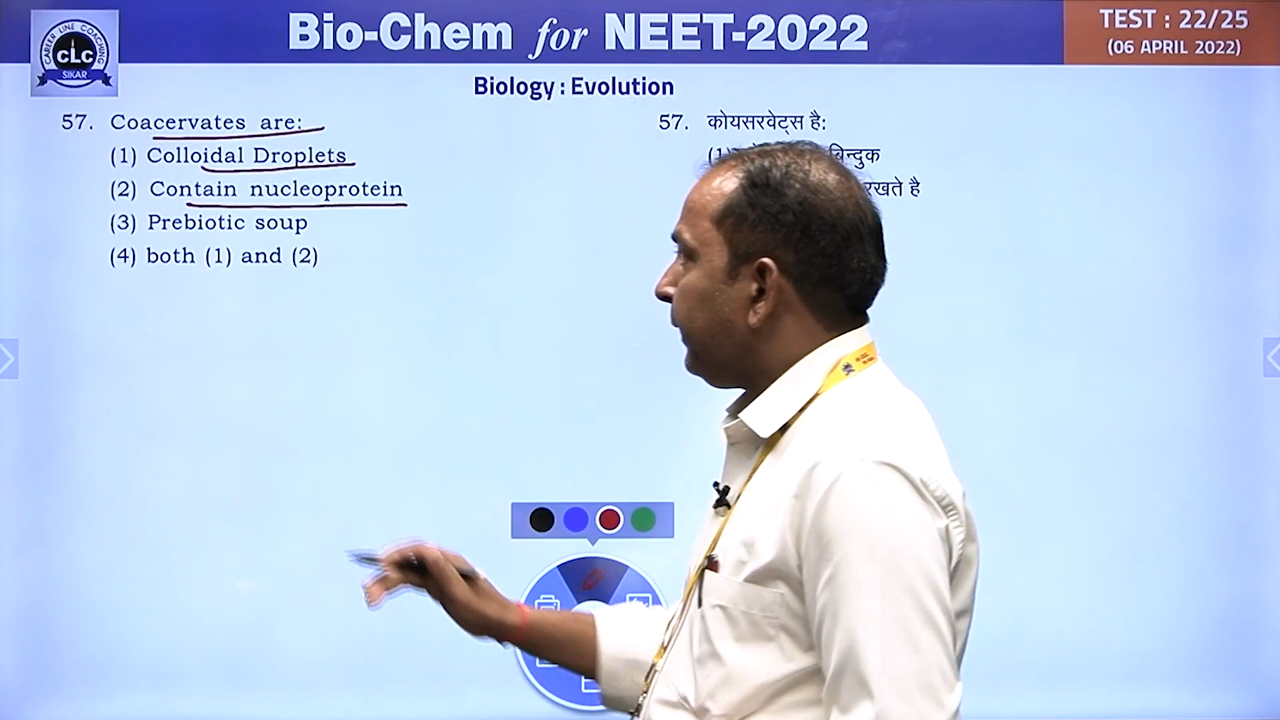 CAREER LINE COACHING
CLC
SIKAR
Bio-Chem for NEET-2022
TEST : 22/25
(06 APRIL 2022)
Biology : Evolution
57. Coacervates are:
(1) Colloidal Droplets
(2) Contain nucleoprotein
(3) Prebiotic soup
(4) both (1) and (2)
57. कोयसरवेट्स है:
(1)
रखते है